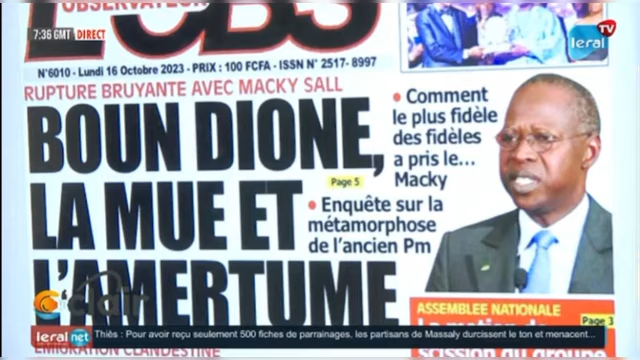 7:36 GMT DIRECT
L'OBSERVATEUR
L'OBS
leral TV
N°6010 - Lundi 16 Octobre 2023 - PRIX : 100 FCFA - ISSN N° 2517- 8997
RUPTURE BRUYANTE AVEC MACKY SALL
BOUN DIONE,
LA MUE ET
L'AMERTUME
Page 5
• Comment
le plus fidèle
des fidèles
a pris le...
Macky
• Enquête sur la
métamorphose
de l'ancien Pm
ASSEMBLEE NATIONALE
Page 3
clair
leral net
Thiès : Pour avoir reçu seulement 500 fiches de parrainages, les partisans de Massaly durcissent le ton et menacent...
EMIGRATION CLANDESTINE